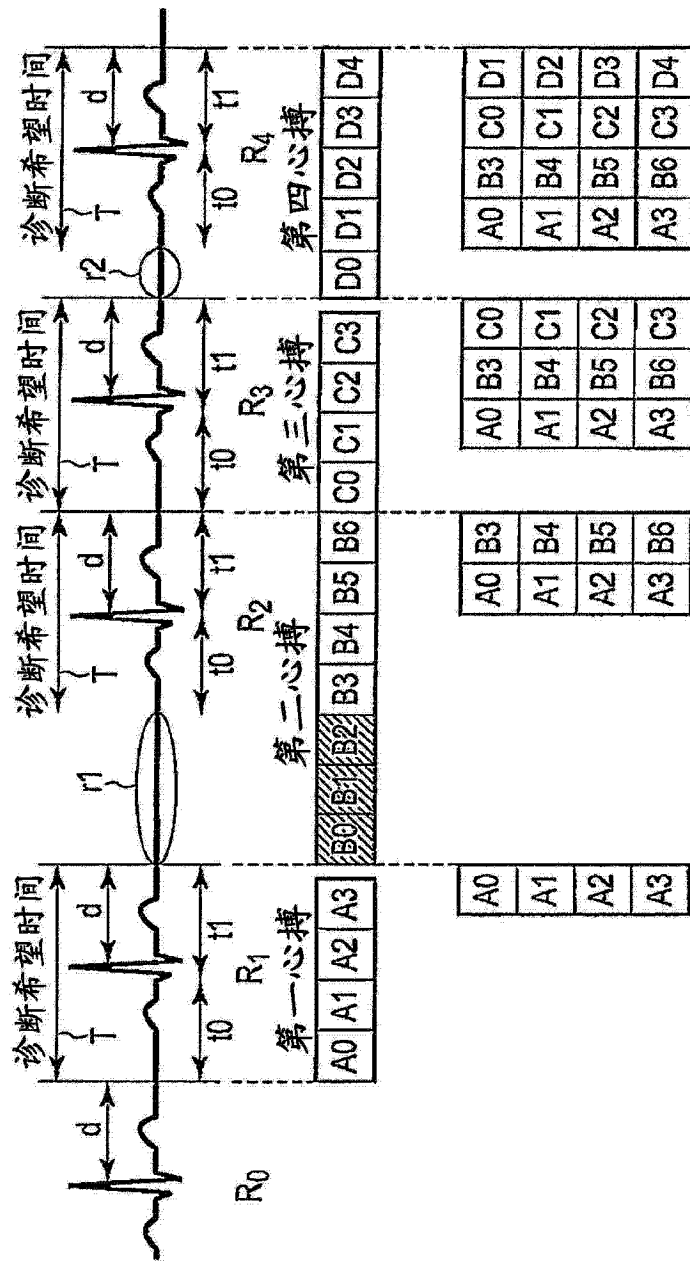 诊断希望时间 诊断希望时间 诊断希望时间 诊断希望时间
T T T T
d d d d d
r1 r2
t0 t1 t0 t1 t0 t1 t0 t1
R0 R1 R2 R3 R4
第一心搏 第二心搏 第三心搏 第四心搏
A0 A1 A2 A3 B0 B1 B2 B3 B4 B5 B6 C0 C1 C2 C3 D0 D1 D2 D3 D4
A0 A0 B3 A0 B3 C0 A0 B3 C0 D1
A1 A1 B4 A1 B4 C1 A1 B4 C1 D2
A2 A2 B5 A2 B5 C2 A2 B5 C2 D3
A3 A3 B6 A3 B6 C3 A3 B6 C3 D4